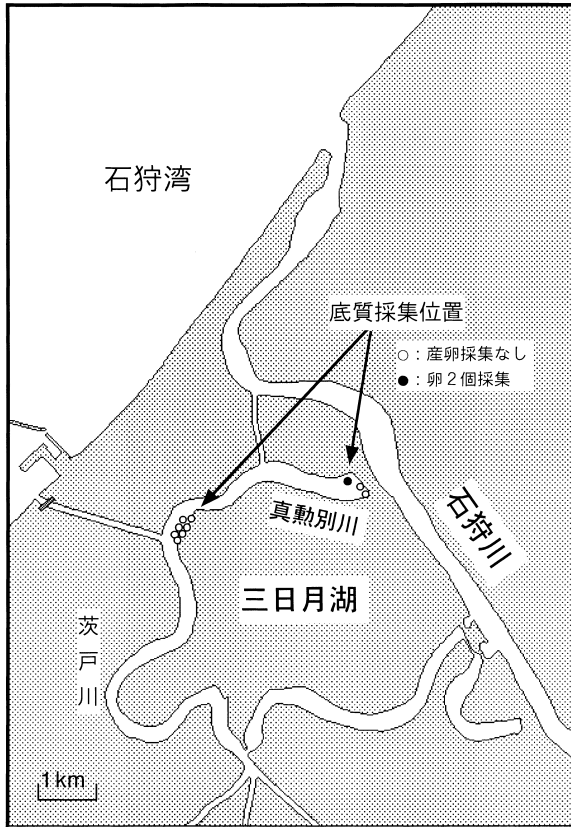 石狩湾
底質採集位置
○：産卵採集なし
●：卵２個採集
真勲別川
石狩川
三日月湖
茨戸川
1km